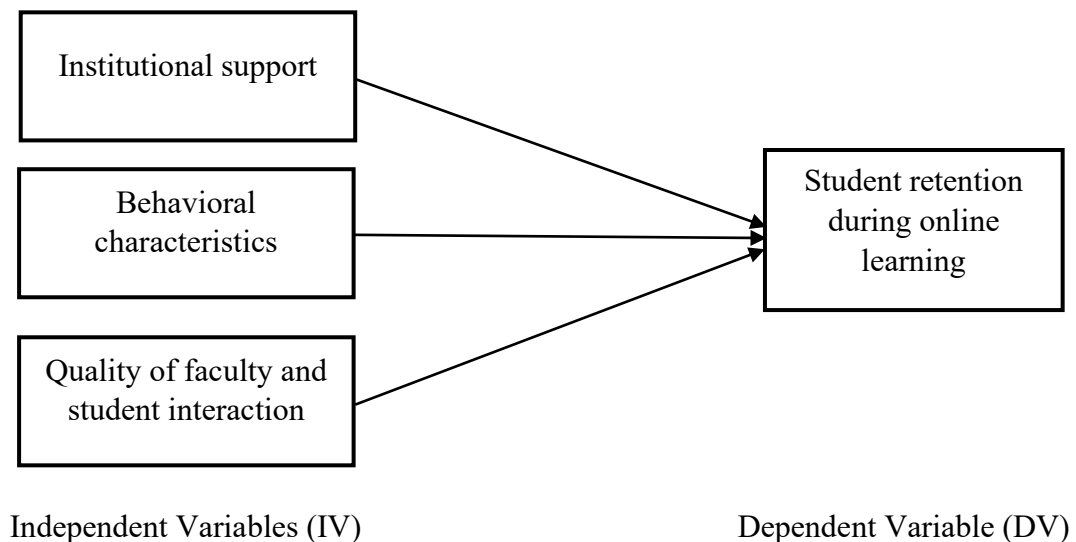 Institutional support
Behavioral
characteristics
Quality of faculty and
student interaction
Student retention
during online
learning
Independent Variables (IV)
Dependent Variable (DV)